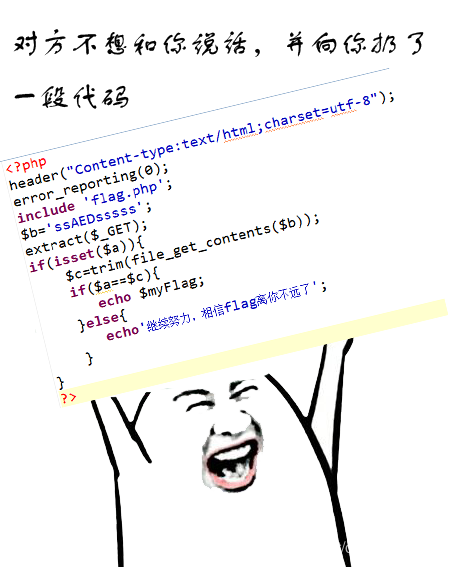 对方不想和你说话，并向你扔了
一段代码
<?php
header("Content-type:text/html;charset=utf-8");
error_reporting(0);
include 'flag.php';
$b='ssAEDsssss';
extract($_GET);
if(isset($a)){
$c=trim(file_get_contents($b));
if($a==$c){
echo $myFlag;
}else{
echo'继续努力，相信flag离你不远了';
}
}
?>